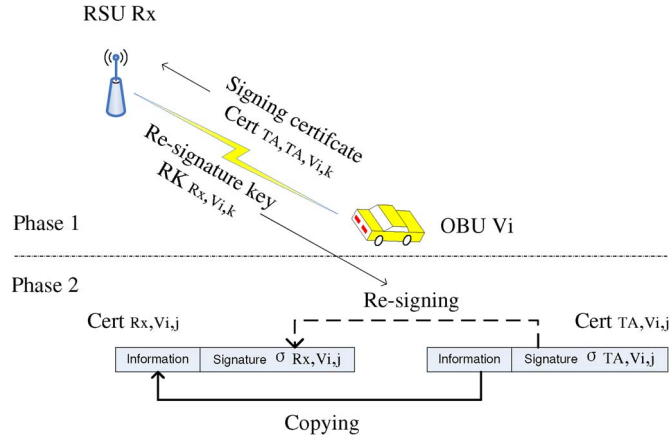 RSU Rx
Signing certifcate
Cert TA, TA, Vi,k
Re-signature key
RK Rx,Vi,k
OBU Vi
Phase 1
Phase 2
Re-signing
Cert Rx,Vi,j
Cert TA,Vi,j
Information
Signature σ Rx,Vi,j
Information
Signature σ TA,Vi,j
Copying